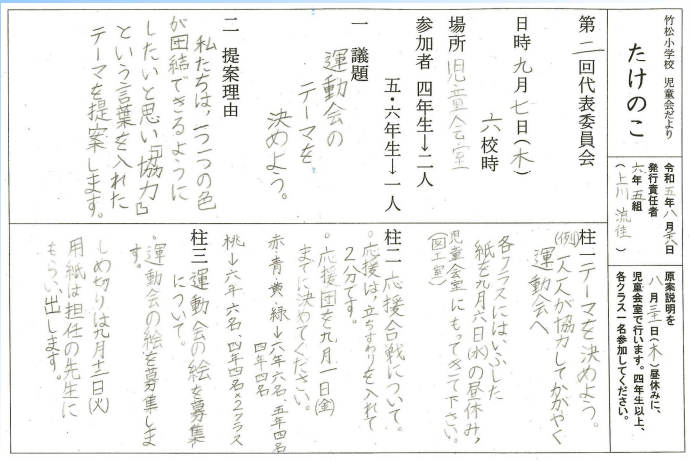 竹松小学校 児童会だより
たけのこ
令和五年八月二八日
発行責任者
六年五組
(上川 流佳)
原案説明を
八月三十一日(木)昼休みに、
児童会室で行います。四年生以上、
各クラス一名参加してください。
第二回代表委員会
日時 九月七日(木)
六校時
場所 児童会室
参加者 四年生→二人
五・六年生→一人
一 議題
運動会の
テーマを
決めよう。
二 提案理由
私たちは、一つ一つの色
が団結できるように
したいと思い「協力」
という言葉を入れた
テーマを提案します。
柱一 テーマを決めよう。
(例)一人一人が協力してかがやく
運動会へ
各クラスにはいふした
紙を九月六日(水)の昼休み、
児童会室にもってきて下さい。
(図工室)
柱二 応援合戦について。
。応援は、立ちすわりを入れて
2分です。
。応援団を九月一日(金)
までに決めてください。
赤・青・黄・緑→六年六名、五年四名
四年四名
桃→六年六名、四年四名×2クラス
柱三 運動会の絵を募集
について。
・運動会の絵を募集しま
す。
しめ切りは九月十二日(火)
用紙は担任の先生に
もらい、出します。